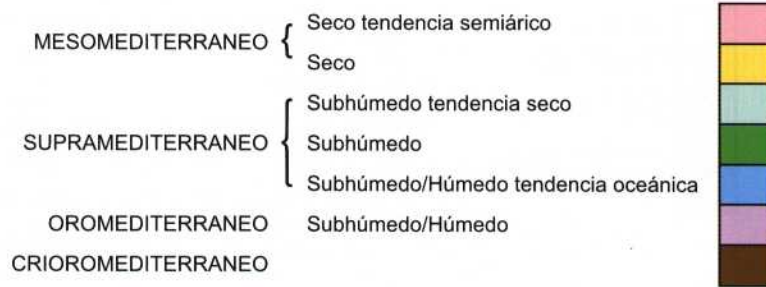 MESOMEDITERRANEO { Seco tendencia semiárico
Seco
SUPRAMEDITERRANEO { Subhúmedo tendencia seco
Subhúmedo
Subhúmedo/Húmedo tendencia oceánica
OROMEDITERRANEO Subhúmedo/Húmedo
CRIOROMEDITERRANEO